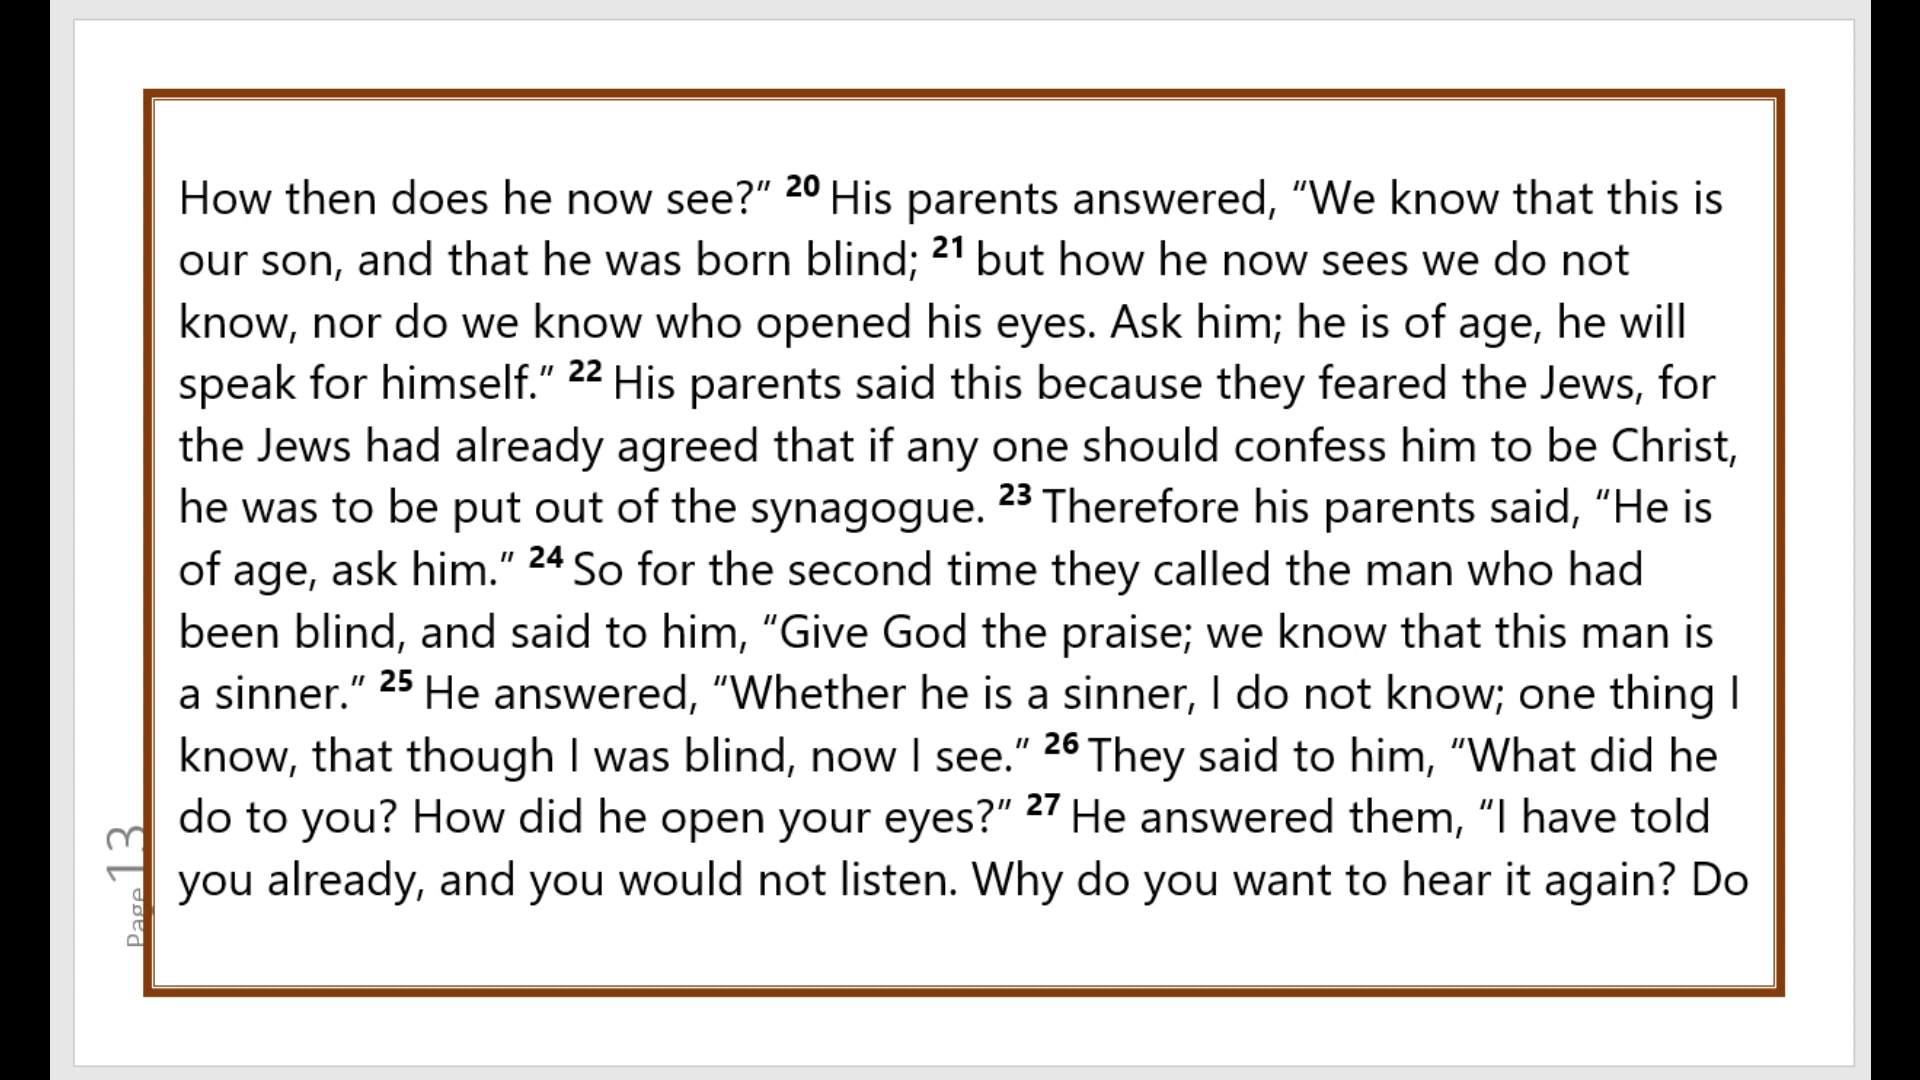 How then does he now see?” 20 His parents answered, “We know that this is
our son, and that he was born blind; 21 but how he now sees we do not
know, nor do we know who opened his eyes. Ask him; he is of age, he will
speak for himself.” 22 His parents said this because they feared the Jews, for
the Jews had already agreed that if any one should confess him to be Christ,
he was to be put out of the synagogue. 23 Therefore his parents said, “He is
of age, ask him.” 24 So for the second time they called the man who had
been blind, and said to him, “Give God the praise; we know that this man is
a sinner.” 25 He answered, “Whether he is a sinner, I do not know; one thing I
know, that though I was blind, now I see.” 26 They said to him, “What did he
do to you? How did he open your eyes?” 27 He answered them, “I have told
you already, and you would not listen. Why do you want to hear it again? Do
Page 13